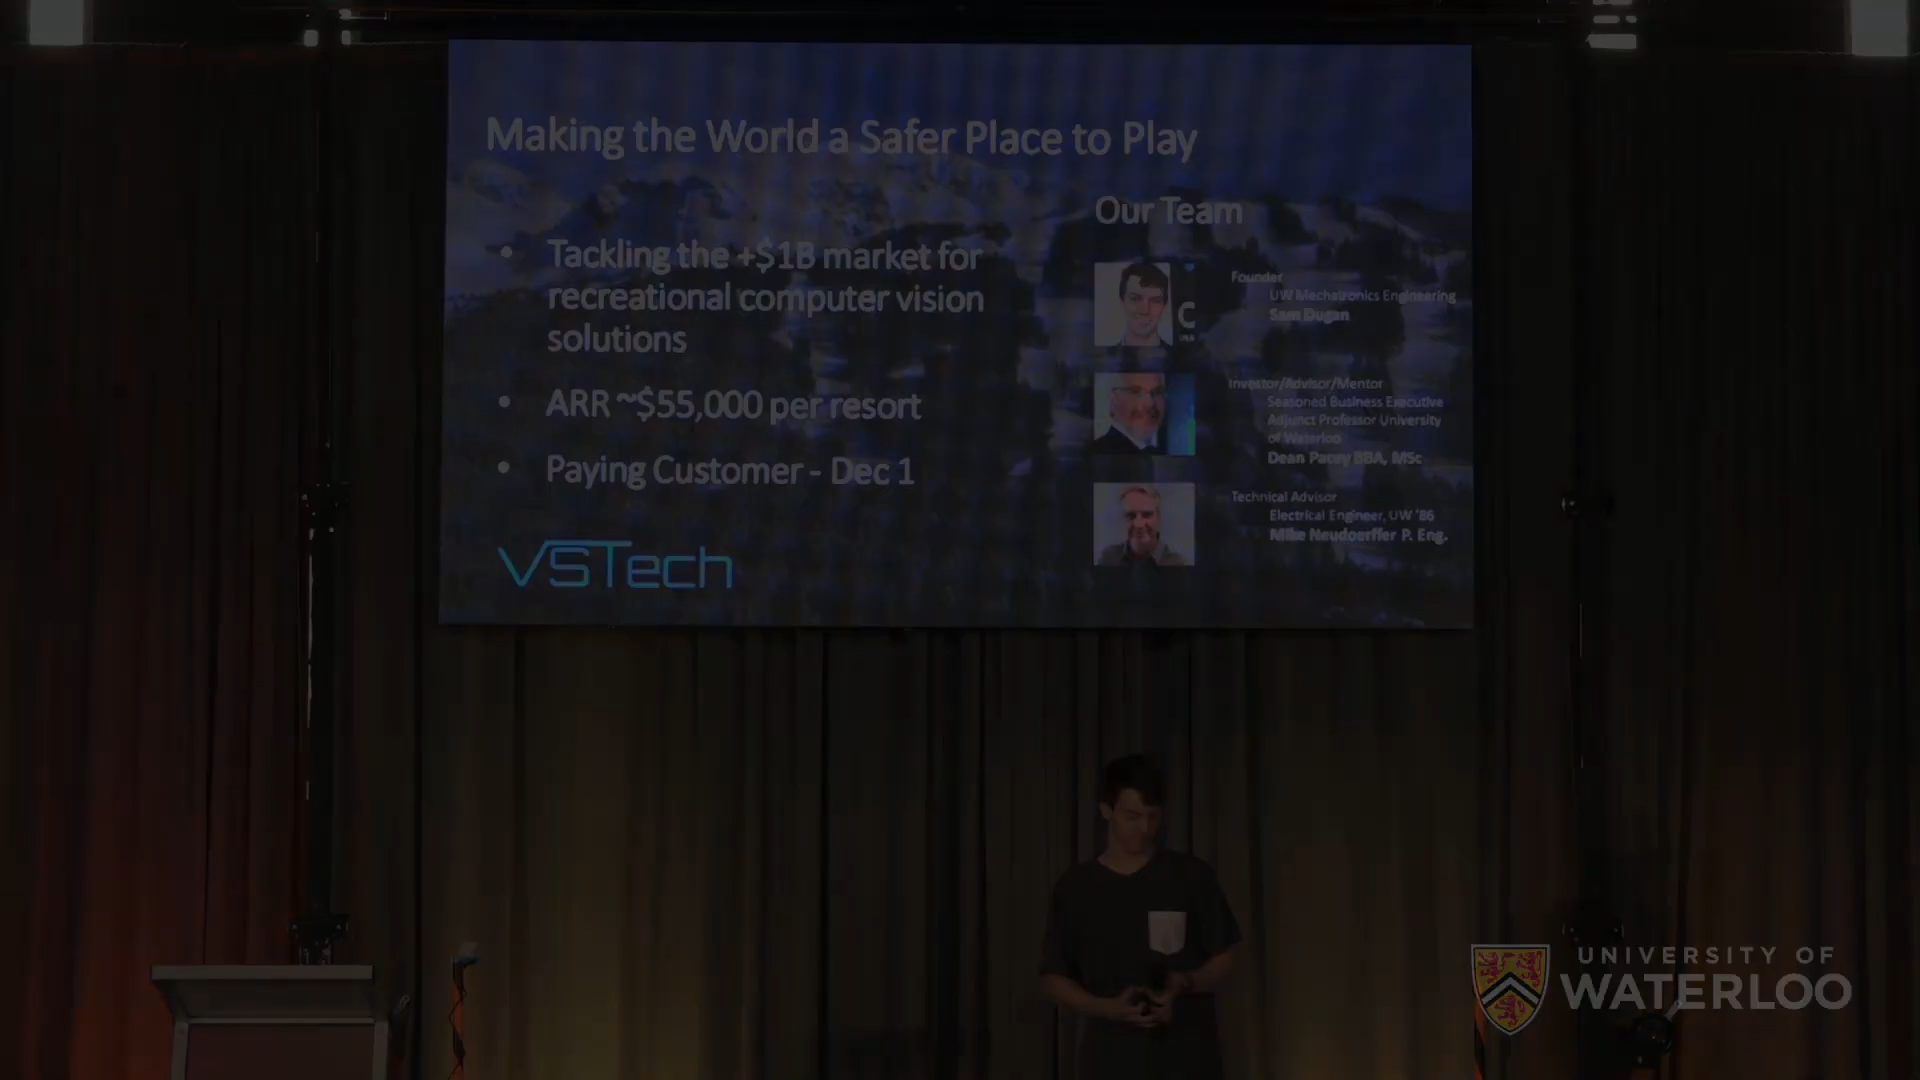 Making the World a Safer Place to Play
• Tackling the +$1B market for
recreational computer vision
solutions
• ARR ~$55,000 per resort
• Paying Customer - Dec 1
VSTech
Our Team
C
Founder
UW Mechatronics Engineering
Sam Dugan
Investor/Advisor/Mentor
Seasoned Business Executive
Adjunct Professor University
of Waterloo
Dean Pacey BBA, MSc
Technical Advisor
Electrical Engineer, UW '86
Mike Neudoerffer P. Eng.
UNIVERSITY OF
WATERLOO